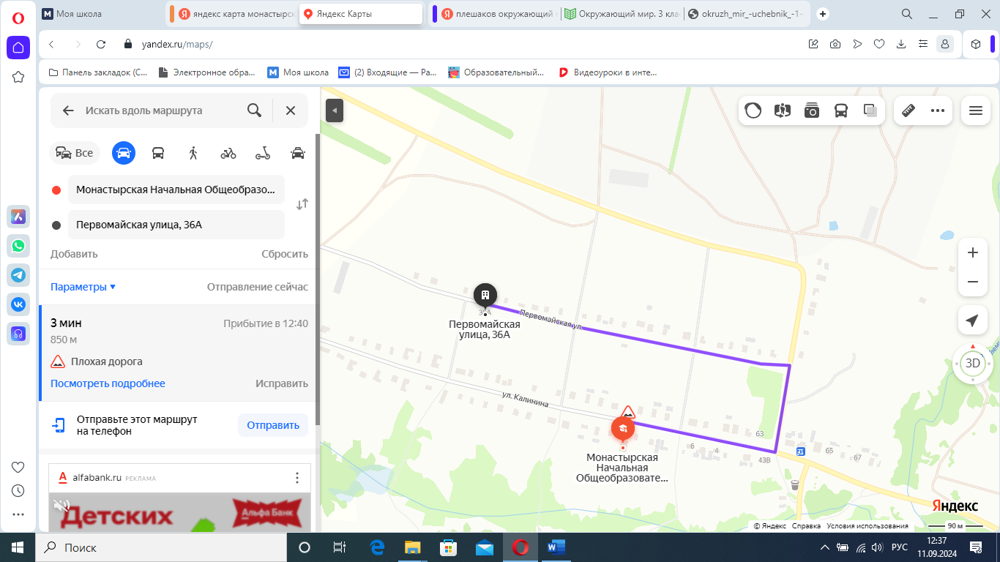 Моя школа
яндекс карта монастырск
Яндекс Карты
плешаков окружающий
Окружающий мир. 3 кла
okruzh_mir_-uchebnik_-1-
yandex.ru/maps/
Панель закладок (С...
Электронное обра...
Моя школа
(2) Входящие — Ра...
Образовательный...
Видеоуроки в инте...
Искать вдоль маршрута
Все
Монастырская Начальная Общеобразо...
Первомайская улица, 36А
Добавить
Сбросить
Параметры
Отправление сейчас
3 мин
Прибытие в 12:40
850 м
Плохая дорога
Посмотреть подробнее
Исправить
Отправьте этот маршрут
на телефон
Отправить
alfabank.ru РЕКЛАМА
Детских
Альфа Банк
Первомайская ул.
Первомайская
улица, 36А
ул. Калинина
Монастырская
Начальная
Общеобразовате...
6
4
63
43В
65
67
3D
Яндекс
© Яндекс Справка Условия использования
90 м
Поиск
РУС
12:37
11.09.2024